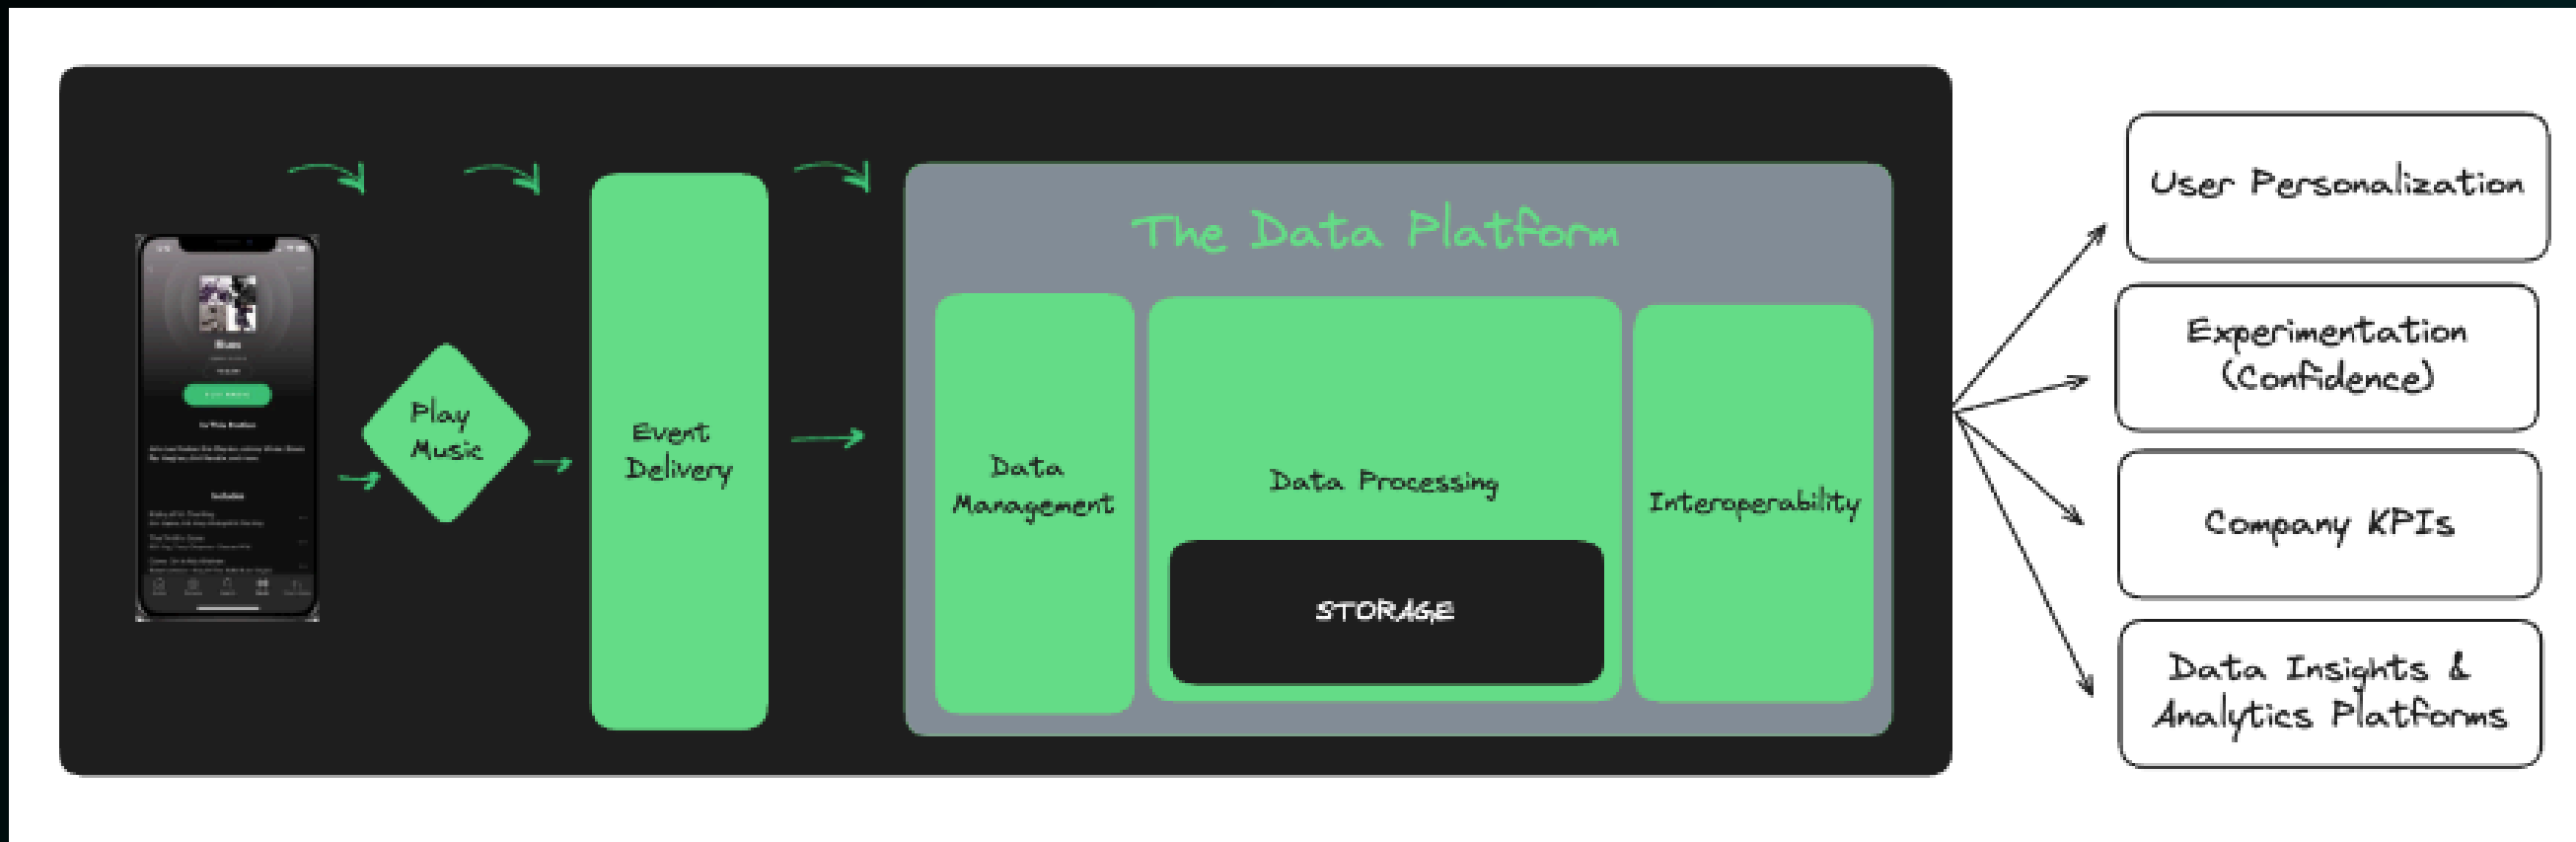 Play
Music
Event
Delivery
The Data Platform
Data
Management
Data Processing
STORAGE
Interoperability
User Personalization
Experimentation
(Confidence)
Company KPIs
Data Insights &
Analytics Platforms